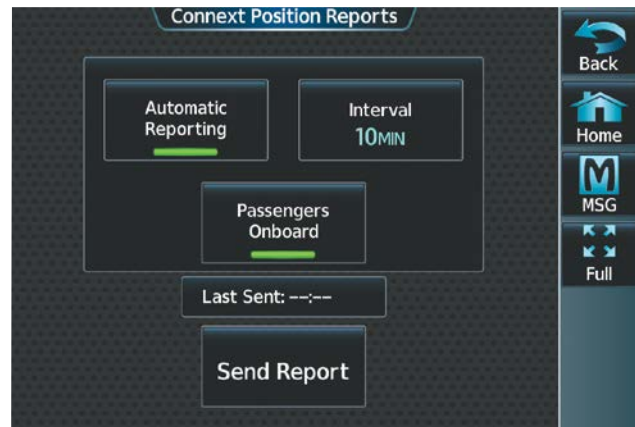 Connext Position Reports
Back
Automatic
Reporting
Interval
10MIN
Home
Passengers
Onboard
MSG
Full
Last Sent: --:--
Send Report